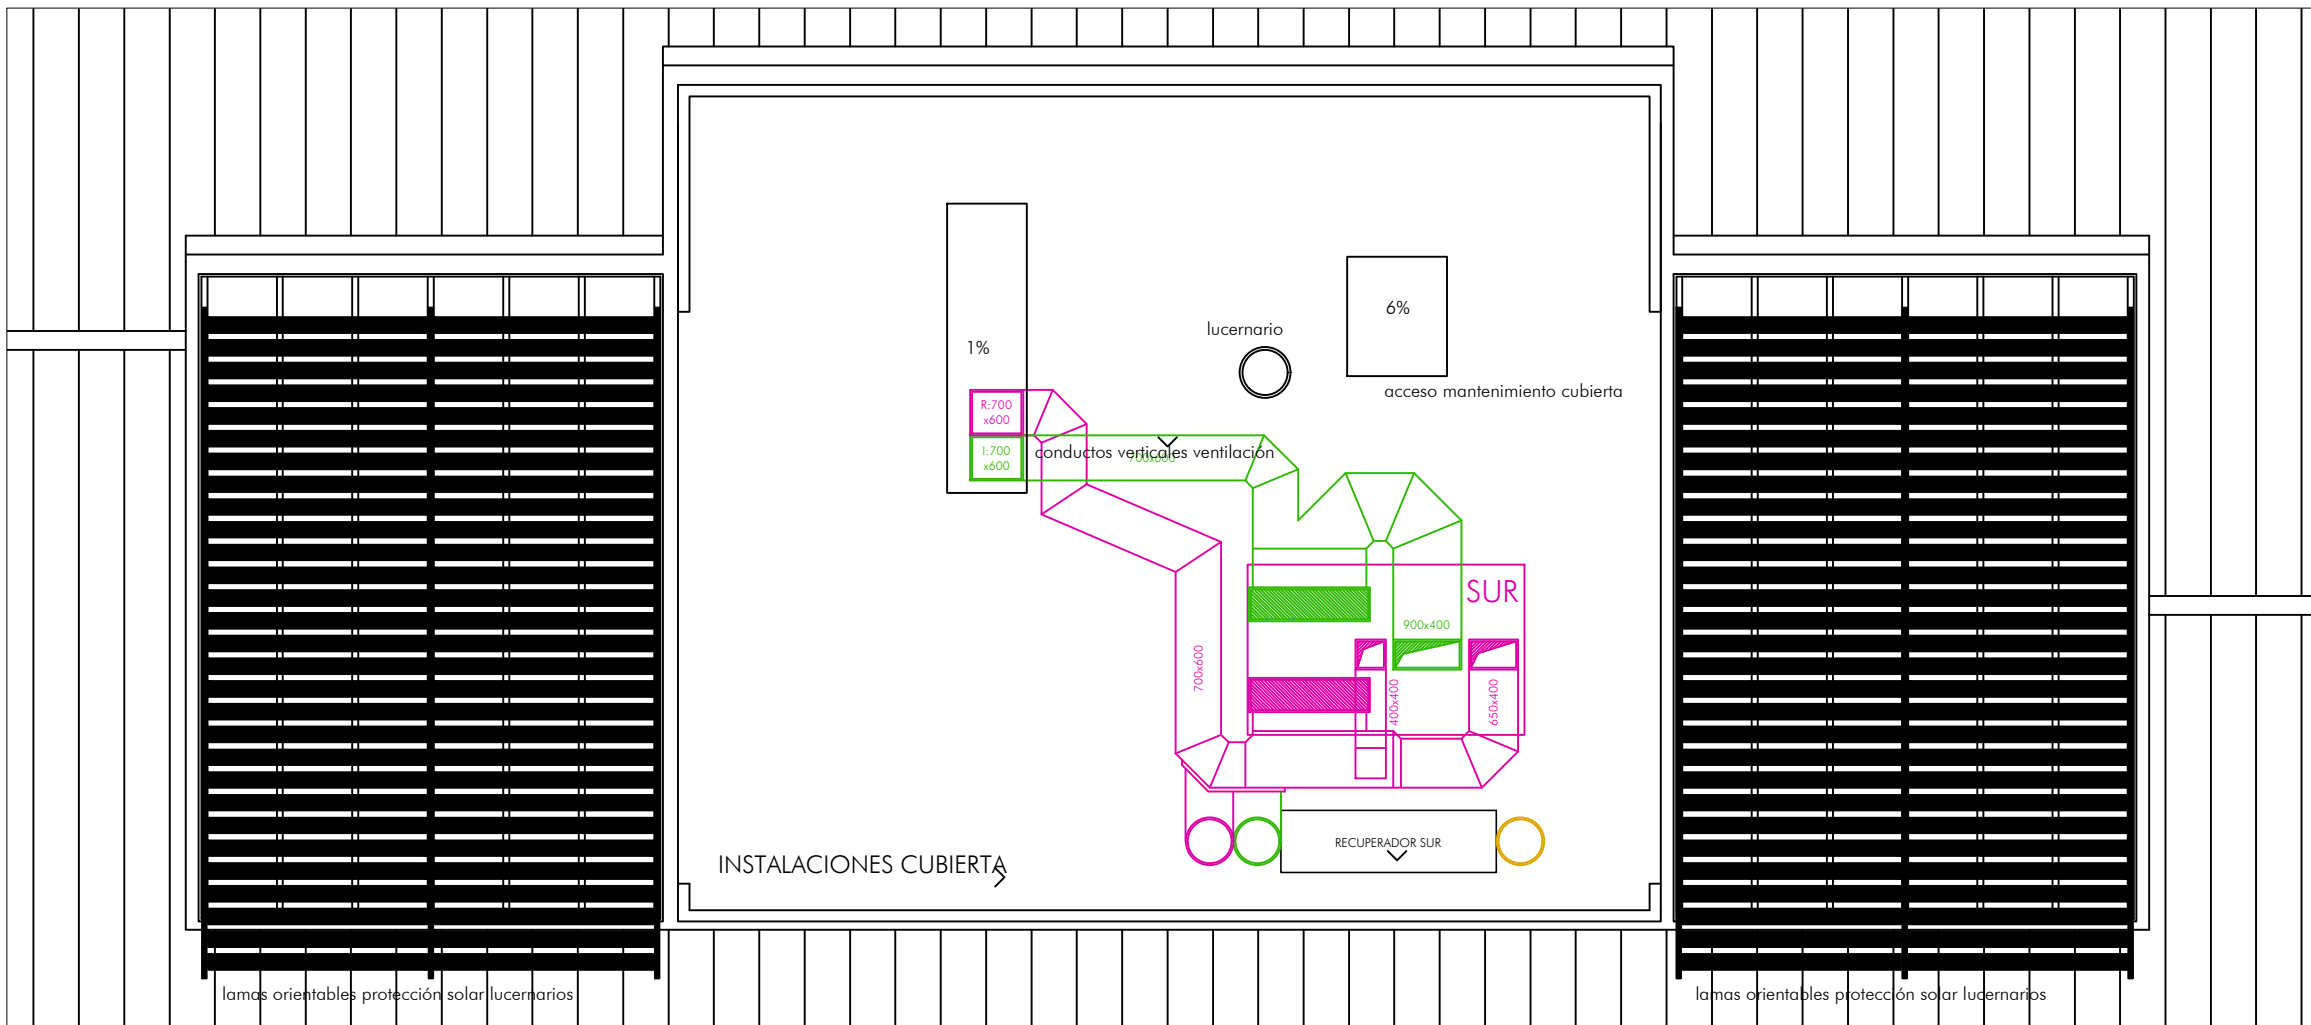 lucernario
6%
1%
acceso mantenimiento cubierta
R:700
x600
I:700
x600
conductos verticales ventilación
700x600
SUR
900x400
700x600
400x400
650x400
RECUPERADOR SUR
INSTALACIONES CUBIERTA
lamas orientables protección solar lucernarios
lamas orientables protección solar lucernarios